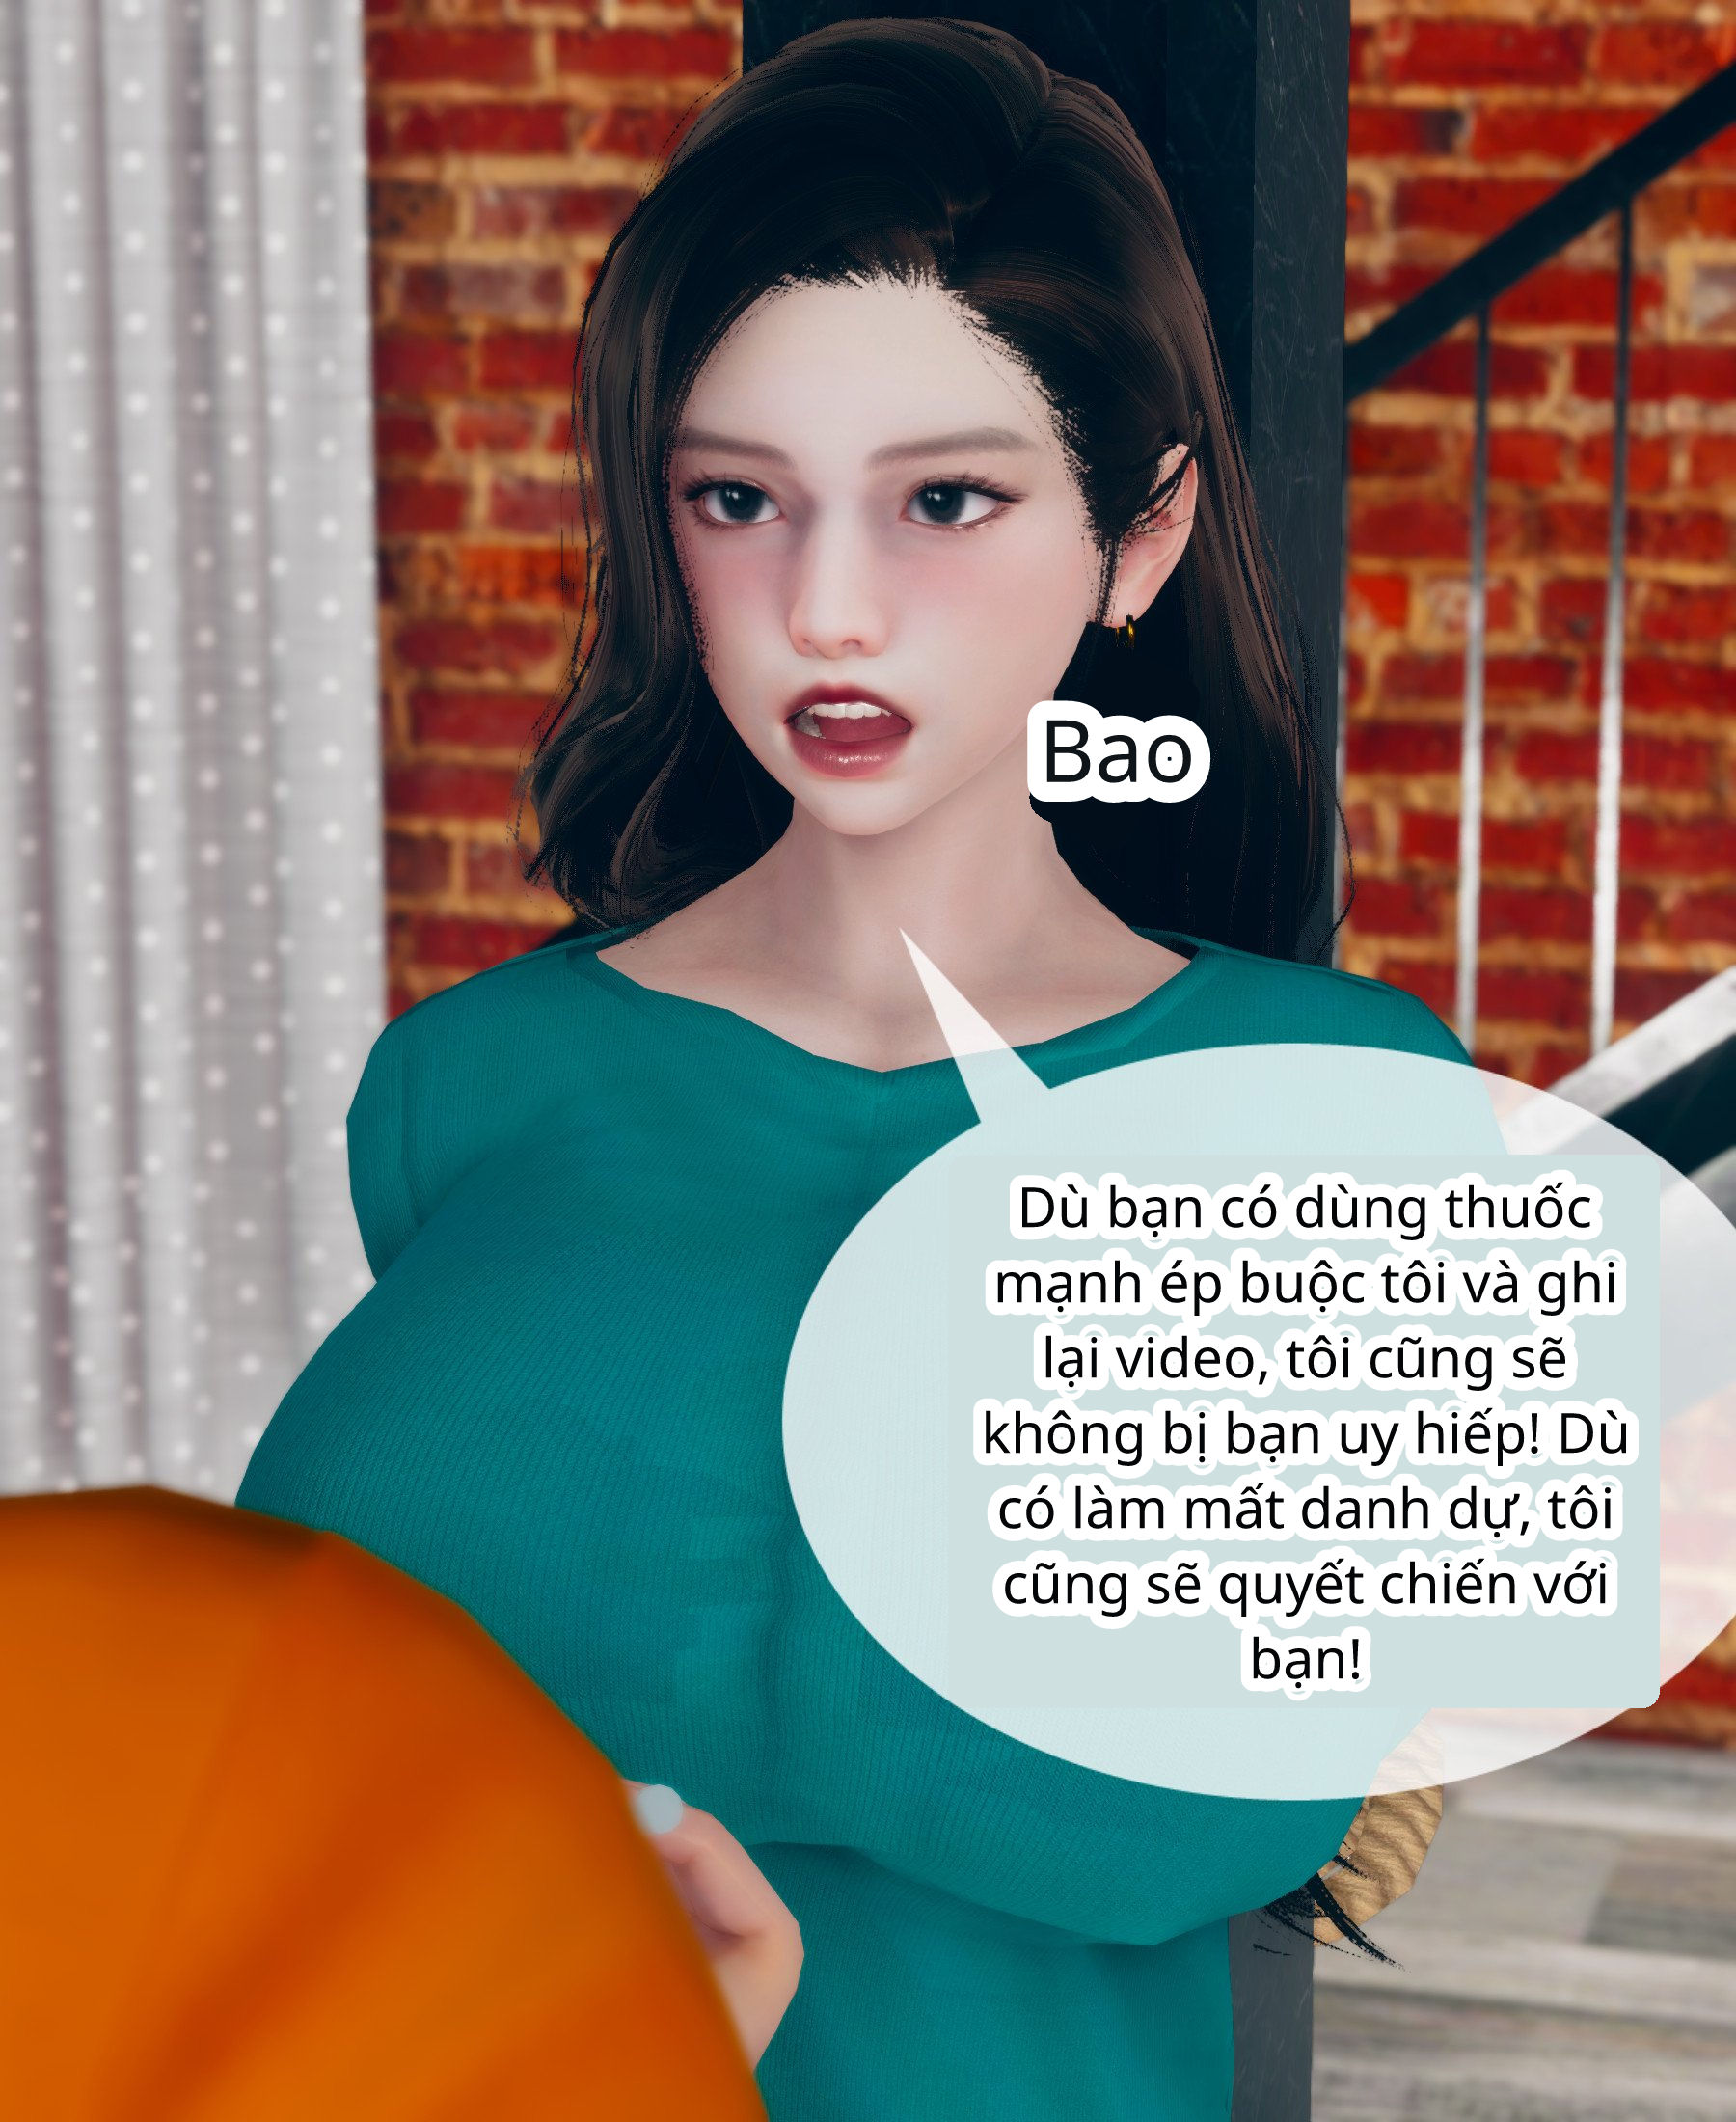 Bao
Dù bạn có dùng thuốc
mạnh ép buộc tôi và ghi
lại video, tôi cũng sẽ
không bị bạn uy hiếp! Dù
có làm mất danh dự, tôi
cũng sẽ quyết chiến với
bạn!